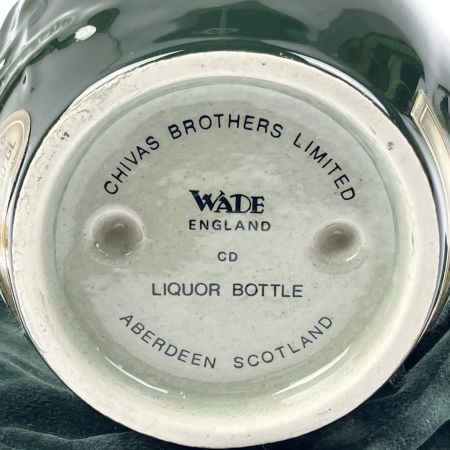 CHIVAS BROTHERS LIMITED
WADE
ENGLAND
CD
LIQUOR BOTTLE
ABERDEEN SCOTLAND